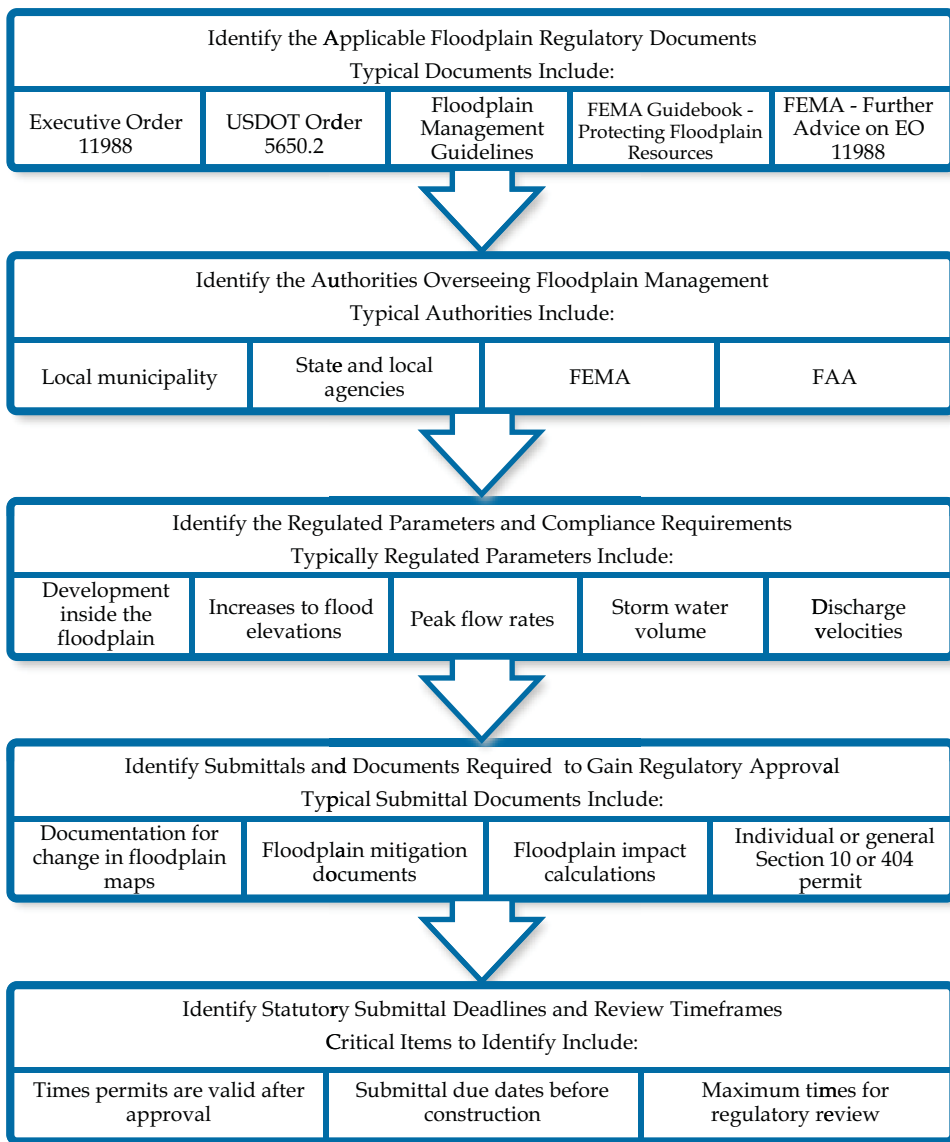 Identify the Applicable Floodplain Regulatory Documents
Typical Documents Include:
Executive Order
11988
USDOT Order
5650.2
Floodplain
Management
Guidelines
FEMA Guidebook -
Protecting Floodplain
Resources
FEMA - Further
Advice on EO
11988
Identify the Authorities Overseeing Floodplain Management
Typical Authorities Include:
Local municipality
State and local
agencies
FEMA
FAA
Identify the Regulated Parameters and Compliance Requirements
Typically Regulated Parameters Include:
Development
inside the
floodplain
Increases to flood
elevations
Peak flow rates
Storm water
volume
Discharge
velocities
Identify Submittals and Documents Required to Gain Regulatory Approval
Typical Submittal Documents Include:
Documentation for
change in floodplain
maps
Floodplain mitigation
documents
Floodplain impact
calculations
Individual or general
Section 10 or 404
permit
Identify Statutory Submittal Deadlines and Review Timeframes
Critical Items to Identify Include:
Times permits are valid after
approval
Submittal due dates before
construction
Maximum times for
regulatory review